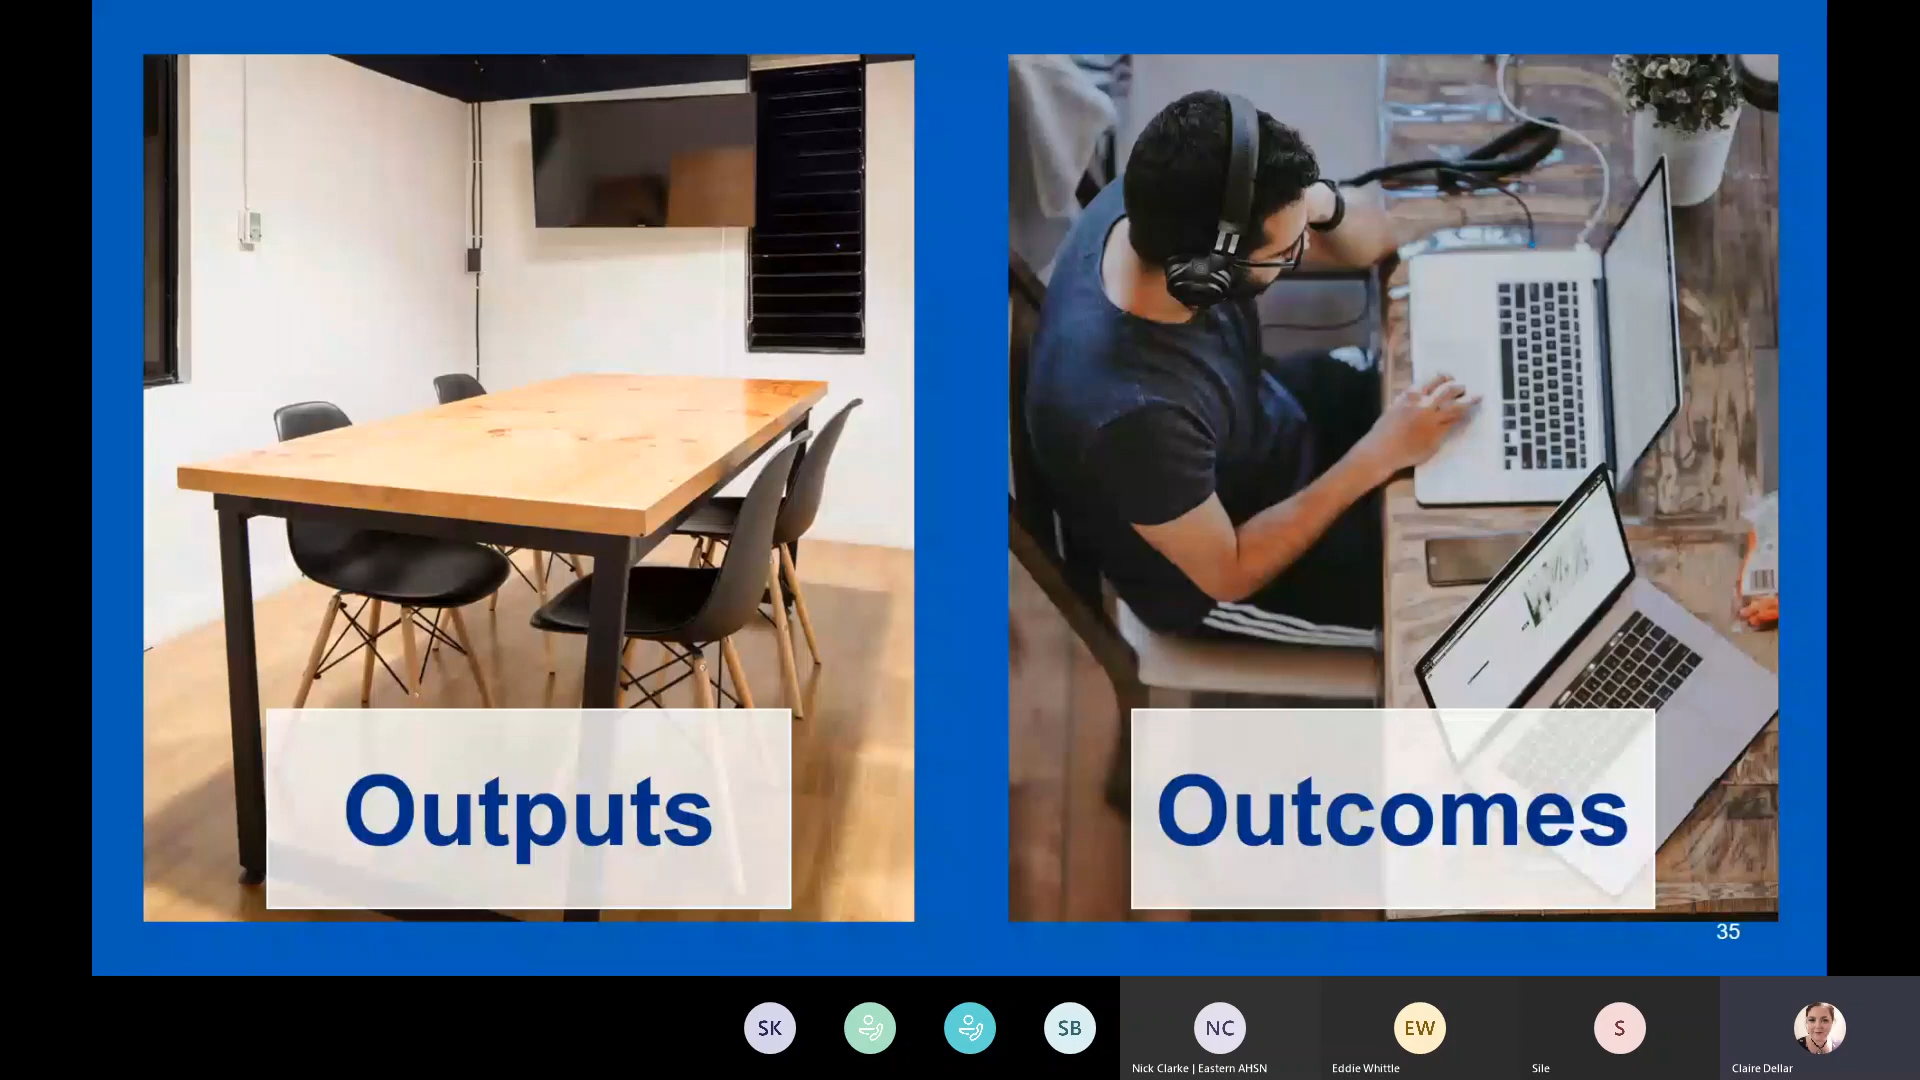 Outputs
Outcomes
35
SK
SB
NC
EW
S
Nick Clarke | Eastern AHSN
Eddie Whittle
Sile
Claire Dellar